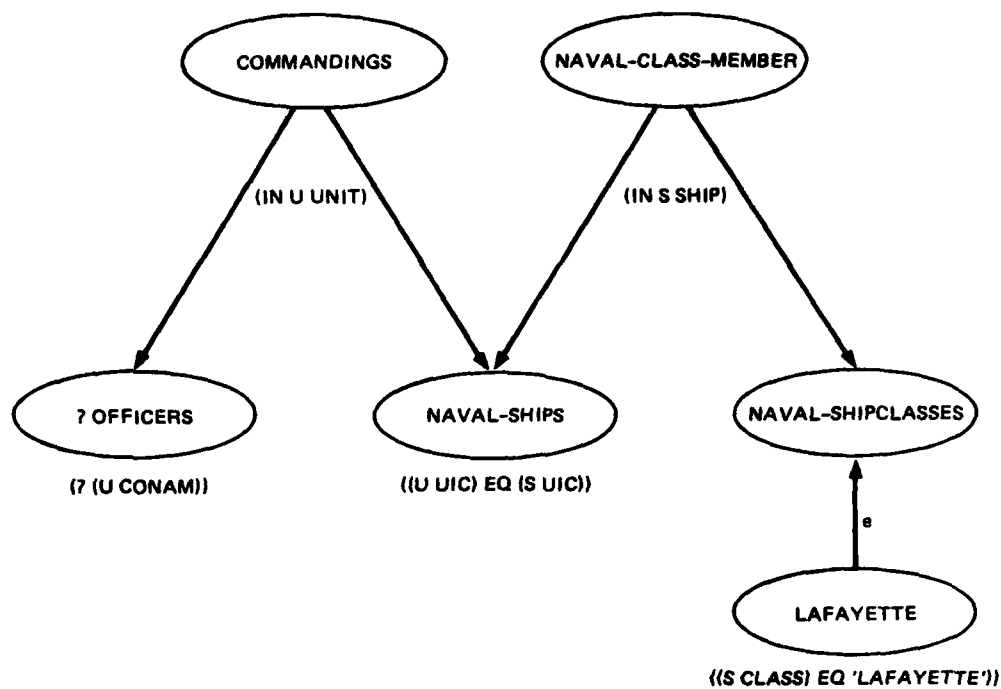 COMMANDINGS
NAVAL-CLASS-MEMBER
(IN U UNIT)
(IN S SHIP)
? OFFICERS
NAVAL-SHIPS
NAVAL-SHIPCLASSES
(? (U CONAM))
((U UIC) EQ (S UIC))
e
LAFAYETTE
((S CLASS) EQ 'LAFAYETTE'))